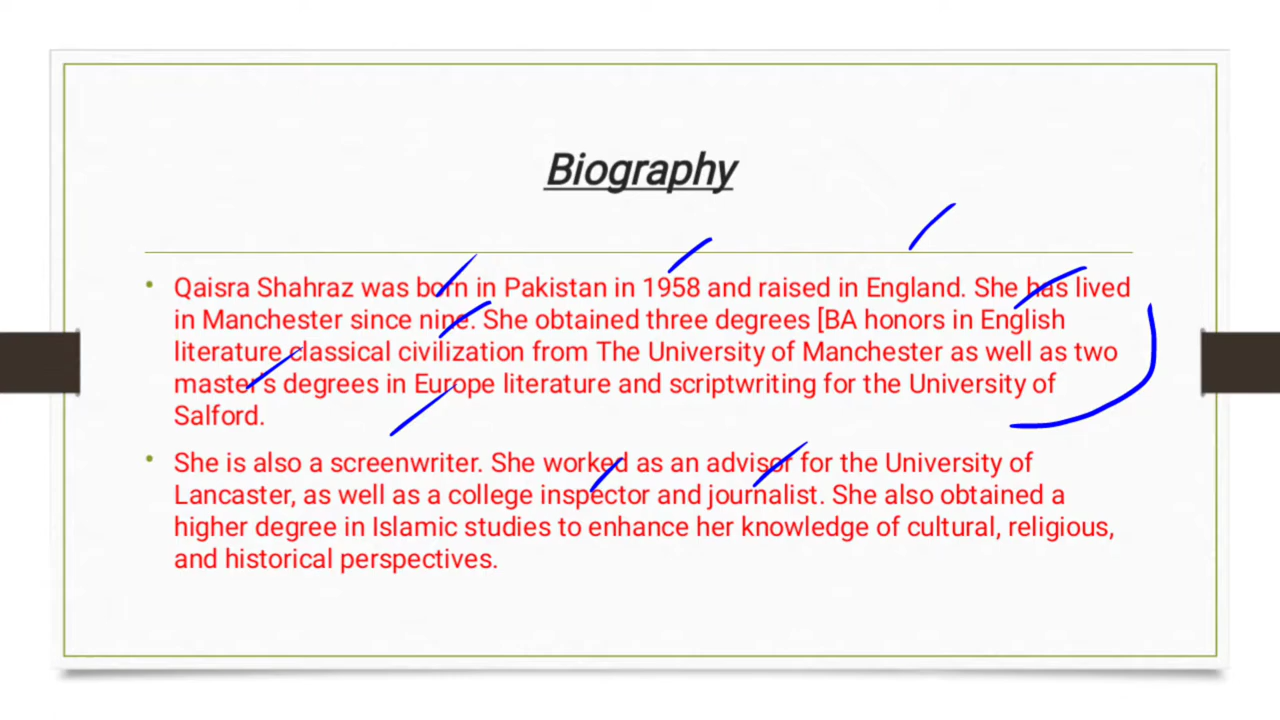 Biography
• Qaisra Shahraz was born in Pakistan in 1958 and raised in England. She has lived
in Manchester since nine. She obtained three degrees [BA honors in English
literature classical civilization from The University of Manchester as well as two
master's degrees in Europe literature and scriptwriting for the University of
Salford.
• She is also a screenwriter. She worked as an advisor for the University of
Lancaster, as well as a college inspector and journalist. She also obtained a
higher degree in Islamic studies to enhance her knowledge of cultural, religious,
and historical perspectives.